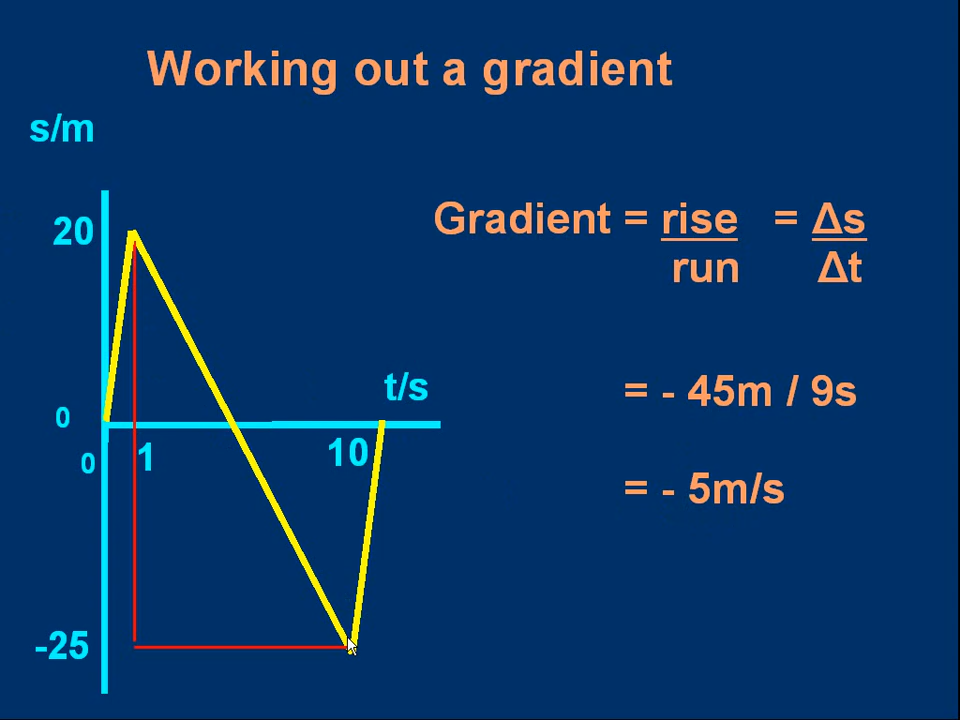 Working out a gradient
s/m
20
Gradient = rise = Δs
run Δt
t/s
= - 45m / 9s
0
0
1
10
= - 5m/s
-25